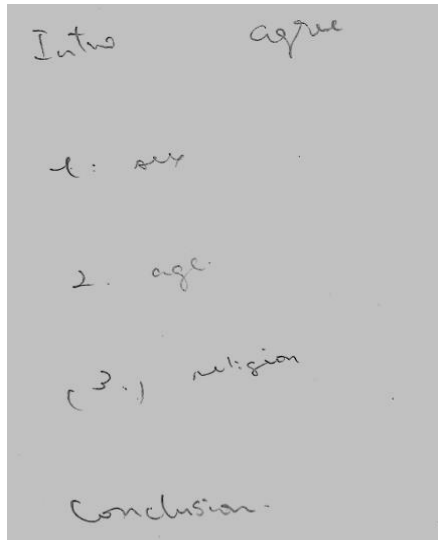 Intro agree
1. sex
2. age.
(3.) religion
Conclusion.